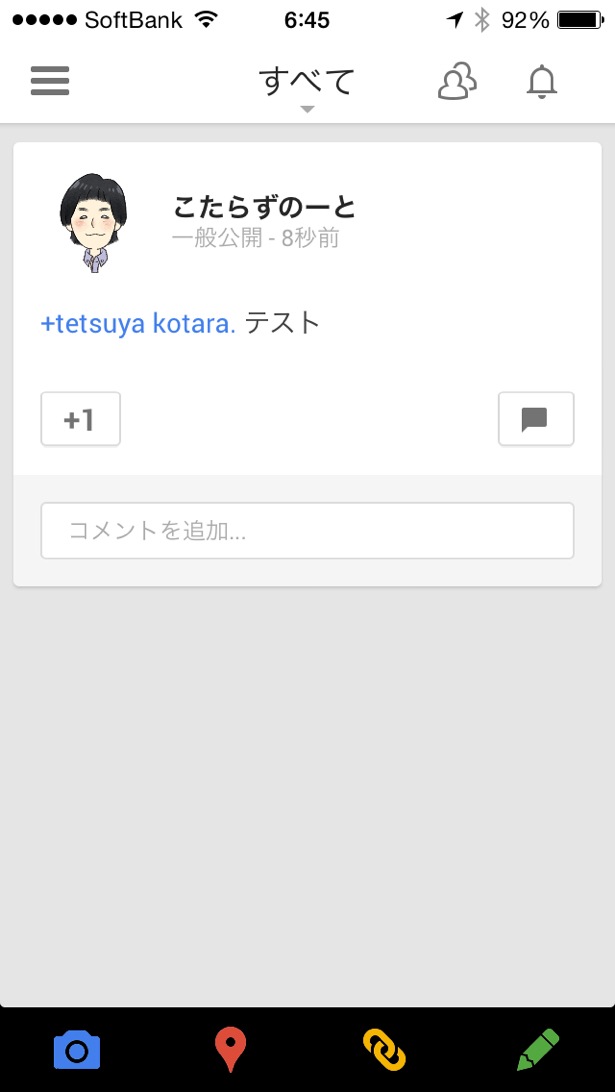 SoftBank 6:45 92%
すべて
こたらずのーと
一般公開 - 8秒前
+tetsuya kotara. テスト
+1
コメントを追加...